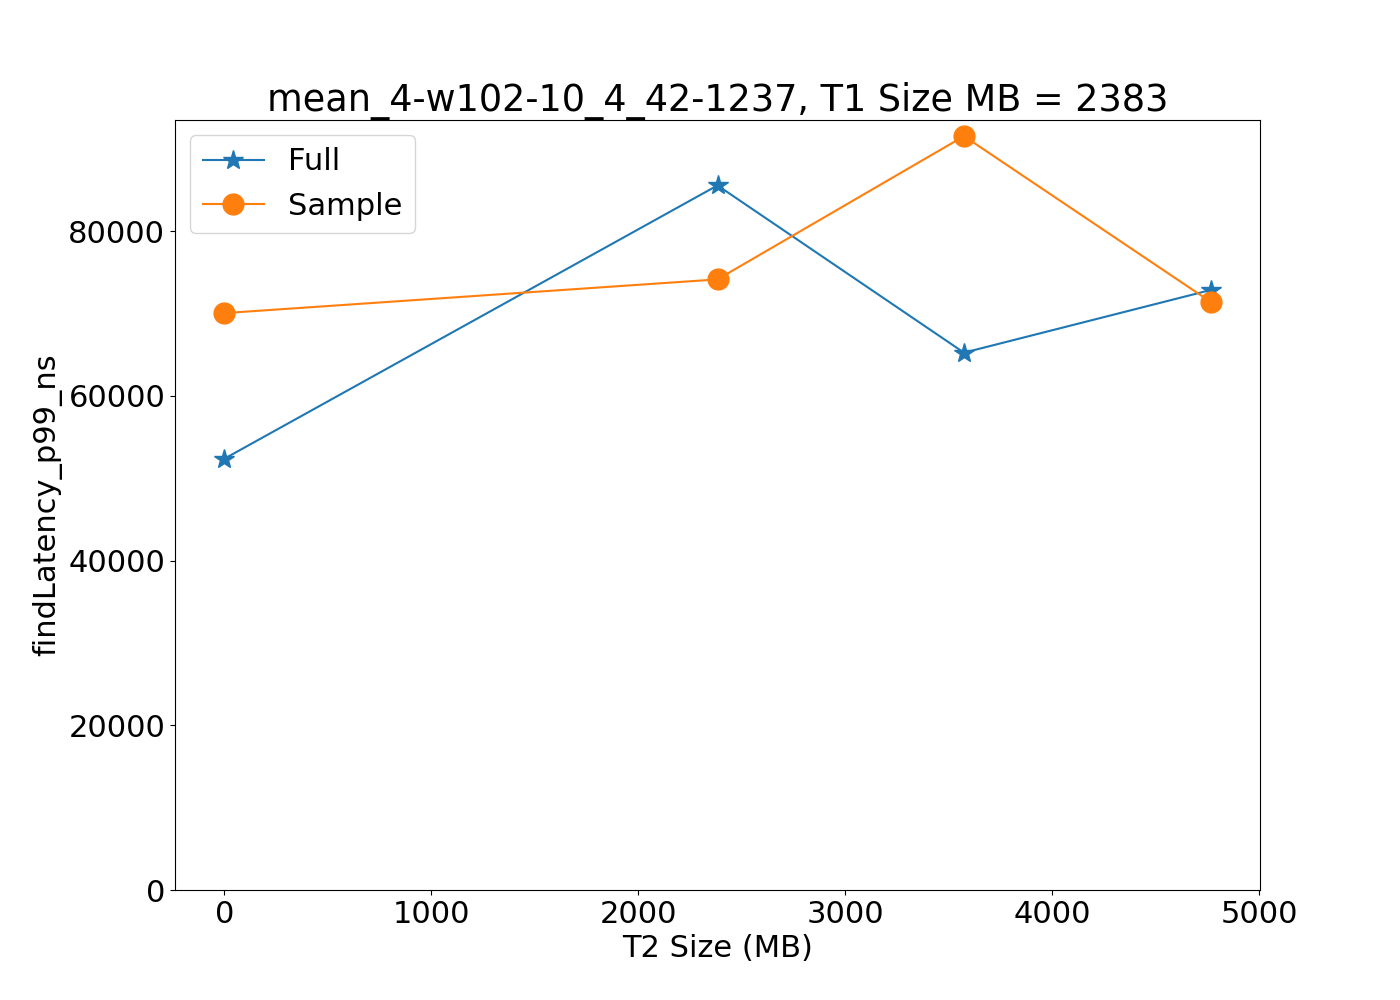 mean_4-w102-10_4_42-1237, T1 Size MB = 2383
Full
Sample
80000
60000
40000
20000
0
findLatency_p99_ns
0 1000 2000 3000 4000 5000
T2 Size (MB)